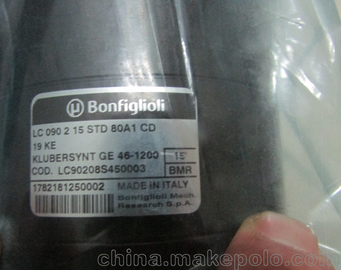 Bonfiglioli
LC 090 2 15 STD 80A1 CD
19 KE
KLUBERSYNT GE 46-1200
15'
COD. LC90208S450003
BMR
1782181250002
MADE IN ITALY
Bonfiglioli Mech.
Research S.p.A.
china.makepolo.com